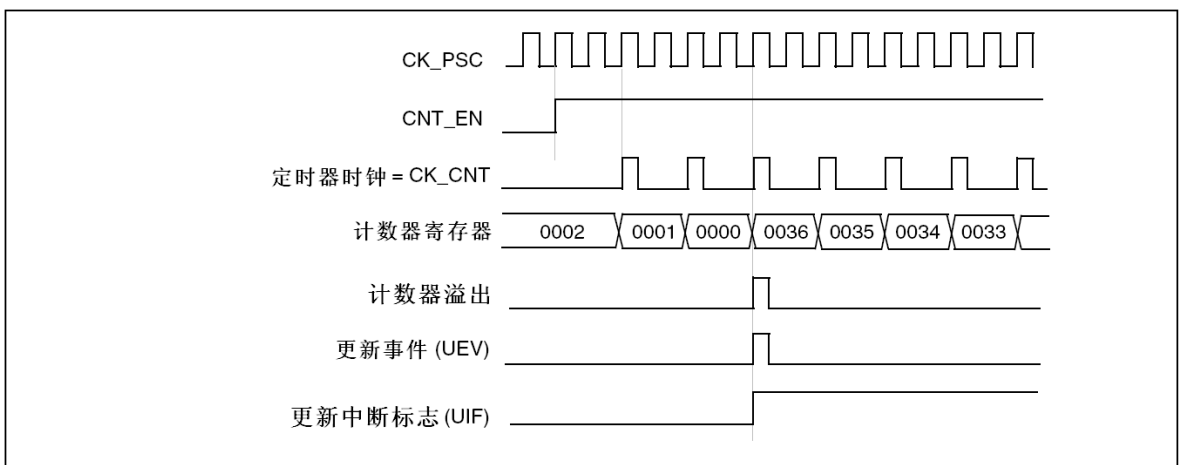 CK_PSC
CNT_EN
定时器时钟 = CK_CNT
计数器寄存器 0002 0001 0000 0036 0035 0034 0033
计数器溢出
更新事件 (UEV)
更新中断标志 (UIF)